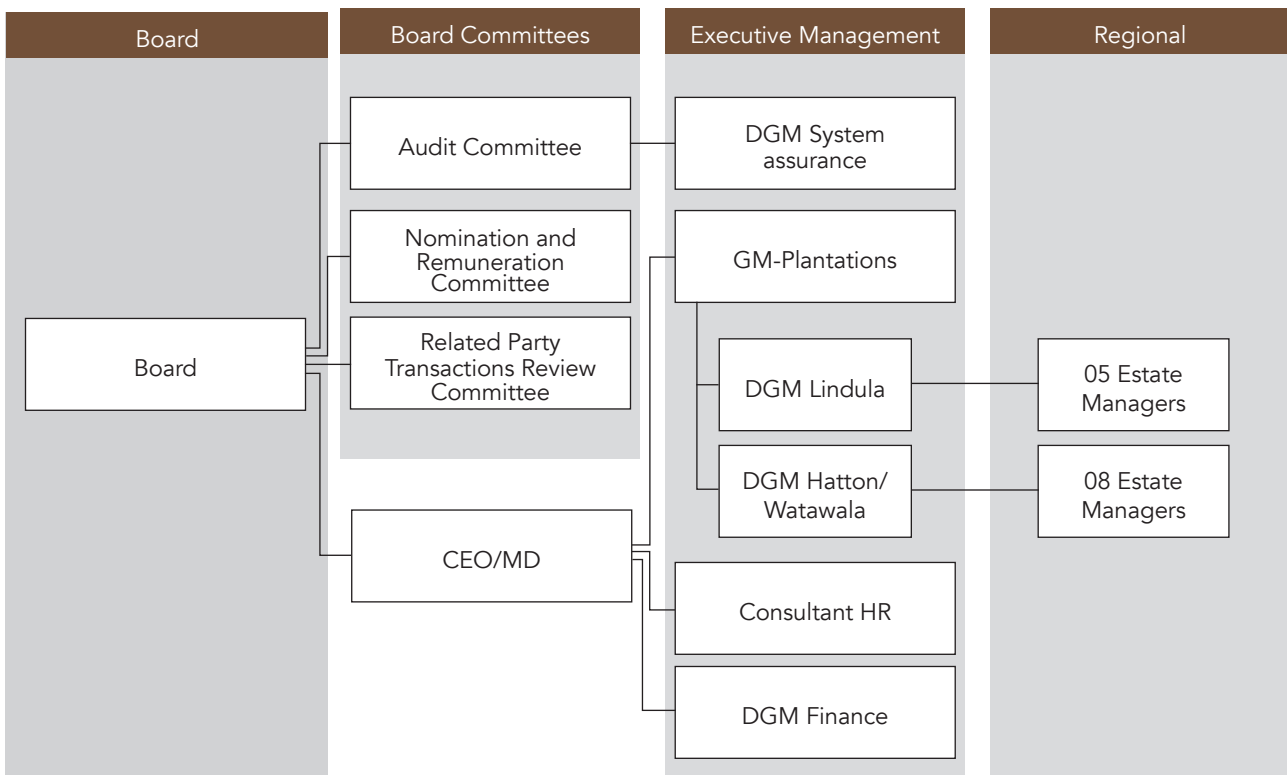 Board
Board Committees
Executive Management
Regional
Board
Audit Committee
Nomination and
Remuneration
Committee
Related Party
Transactions Review
Committee
CEO/MD
DGM System
assurance
GM-Plantations
DGM Lindula
DGM Hatton/
Watawala
Consultant HR
DGM Finance
05 Estate
Managers
08 Estate
Managers